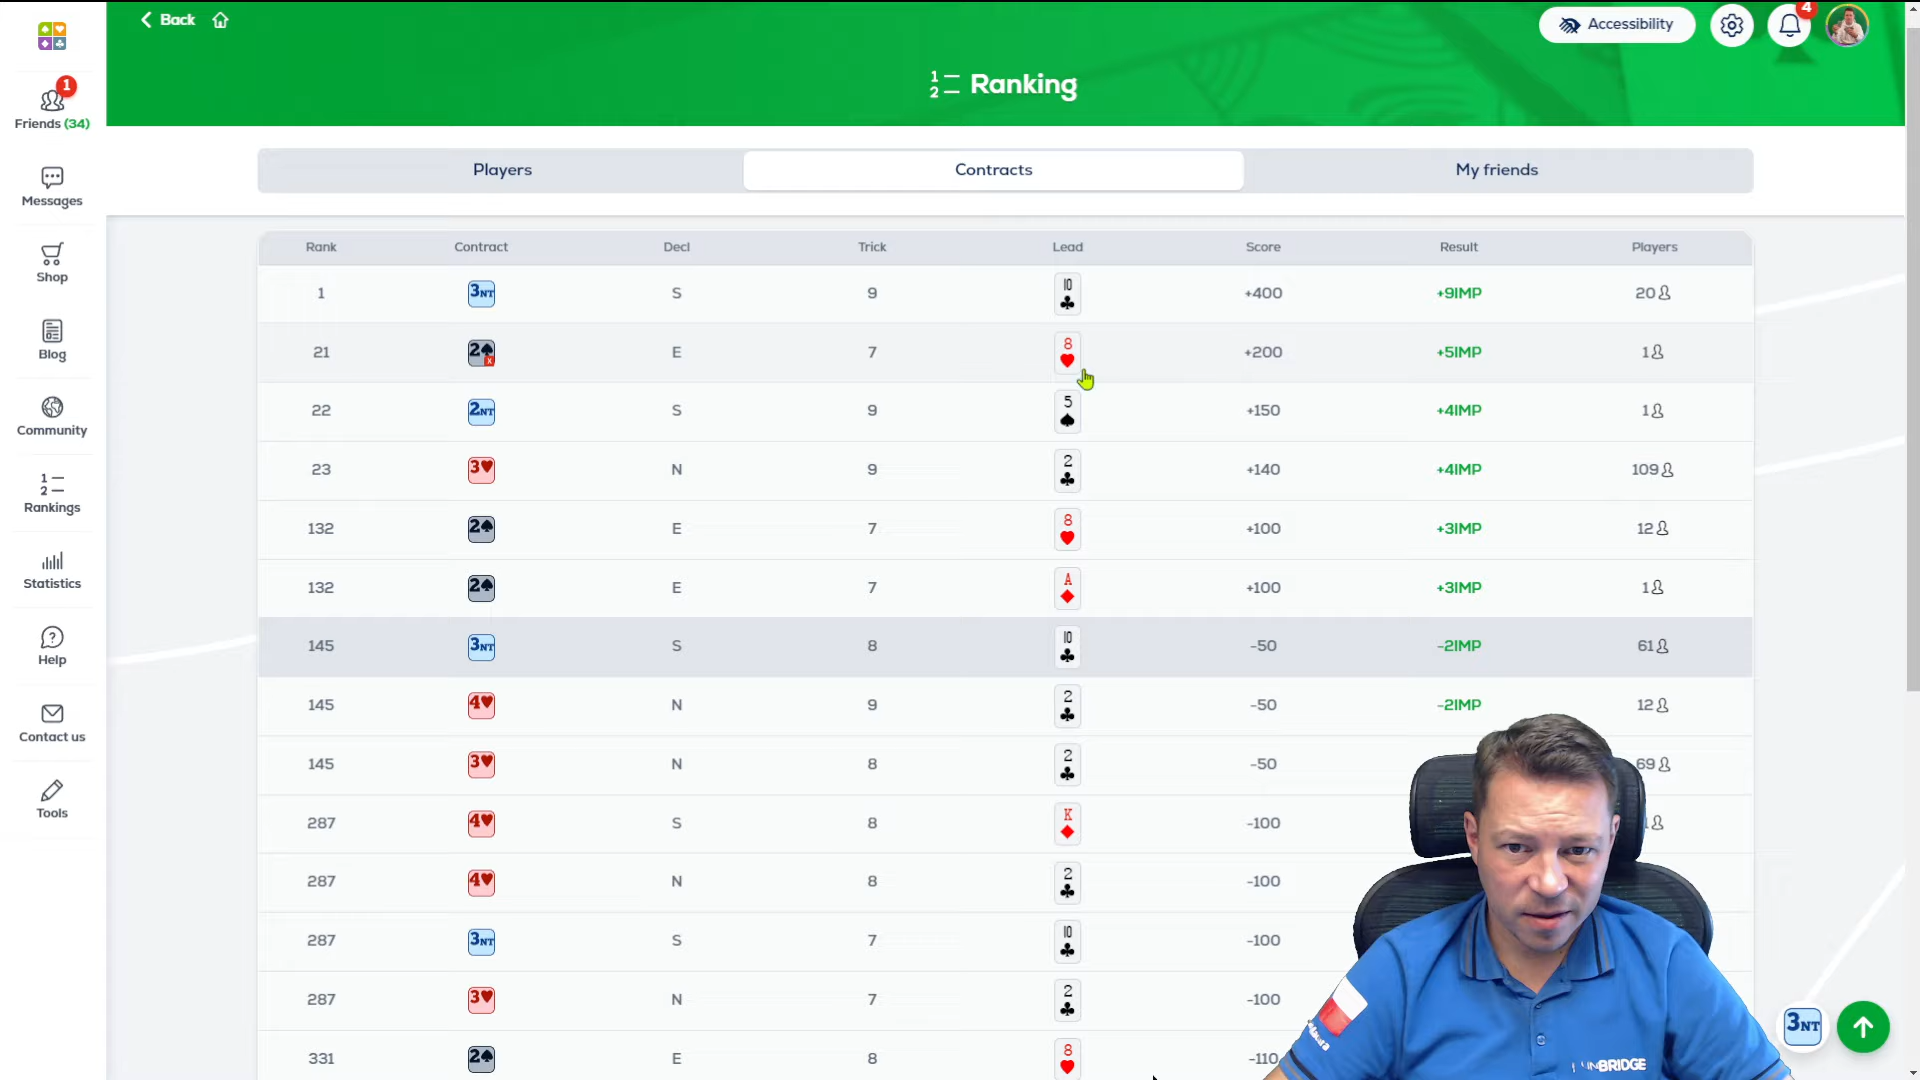 Back
Accessibility
4
1
2
Ranking
1
Friends (34)
Messages
Shop
Blog
Community
1
2
Rankings
Statistics
Help
Contact us
Tools
Players Contracts My friends
Rank Contract Decl Trick Lead Score Result Players
1 3NT S 9 10♣ +400 +9IMP 20
21 2♠ x E 7 8♥ +200 +5IMP 1
22 2NT S 9 5♠ +150 +4IMP 1
23 3♥ N 9 2♣ +140 +4IMP 109
132 2♠ E 7 8♥ +100 +3IMP 12
132 2♠ E 7 A♦ +100 +3IMP 1
145 3NT S 8 10♣ -50 -2IMP 61
145 4♥ N 9 2♣ -50 -2IMP 12
145 3♥ N 8 2♣ -50 69
287 4♥ S 8 K♦ -100
287 4♥ N 8 2♣ -100
287 3NT S 7 10♣ -100
287 3♥ N 7 2♣ -100
331 2♠ E 8 8♥ -110
3NT
BRIDGE